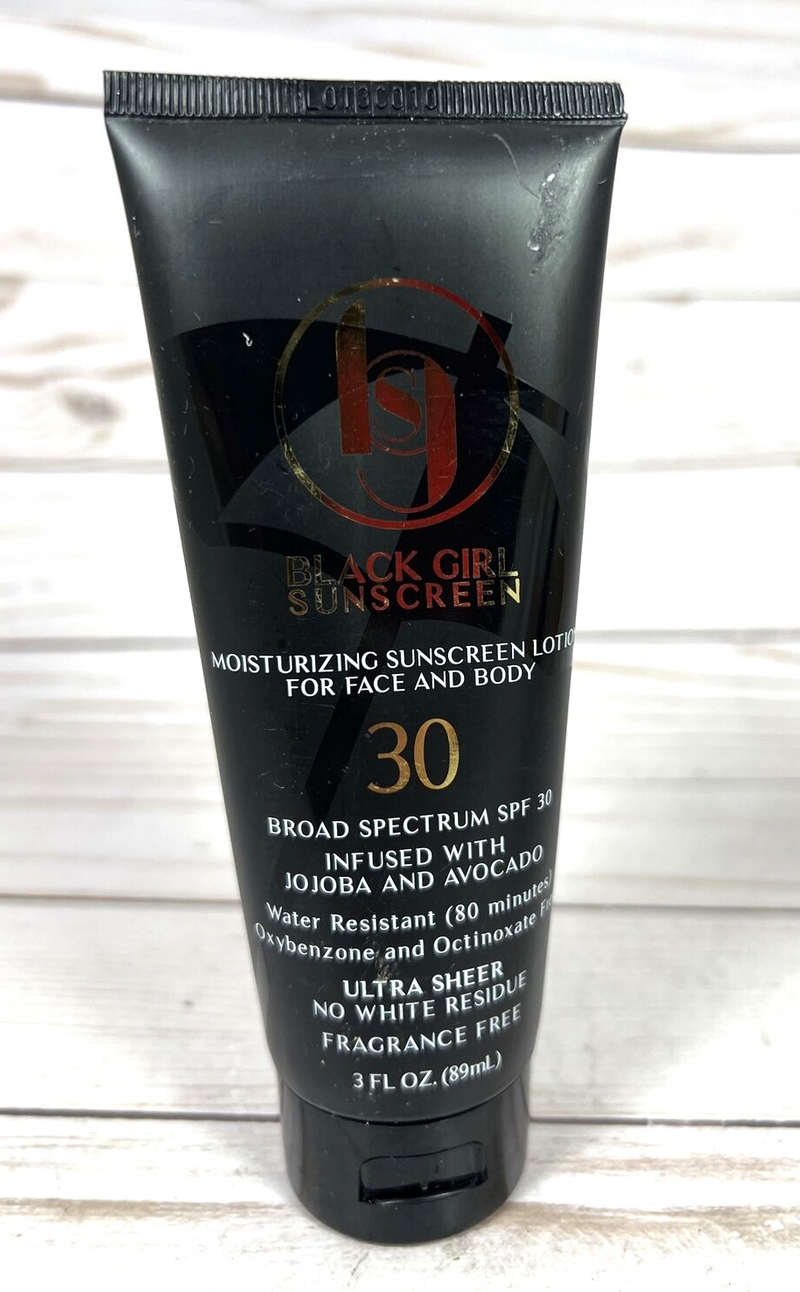 bsg
BLACK GIRL
SUNSCREEN
MOISTURIZING SUNSCREEN LOTIO
FOR FACE AND BODY
30
BROAD SPECTRUM SPF 30
INFUSED WITH
JOJOBA AND AVOCADO
Water Resistant (80 minutes)
Oxybenzone and Octinoxate Fr
ULTRA SHEER
NO WHITE RESIDUE
FRAGRANCE FREE
3 FL OZ. (89mL)